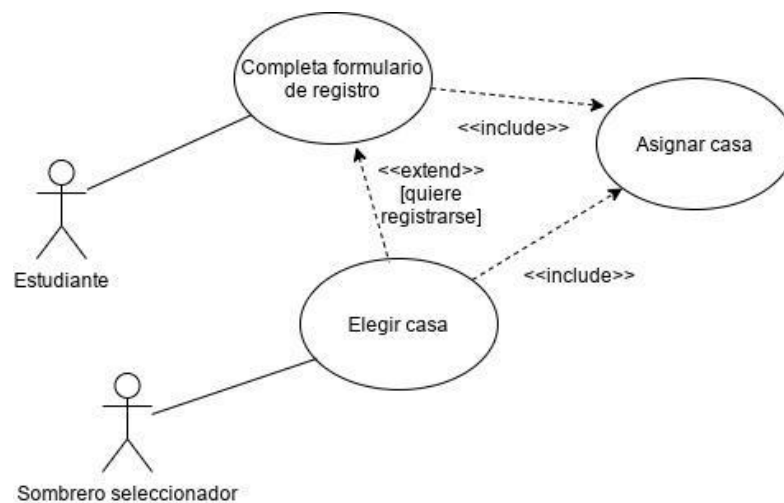 Completa formulario
de registro
<<include>>
Asignar casa
<<extend>>
[quiere
registrarse]
Estudiante
<<include>>
Elegir casa
Sombrero seleccionador